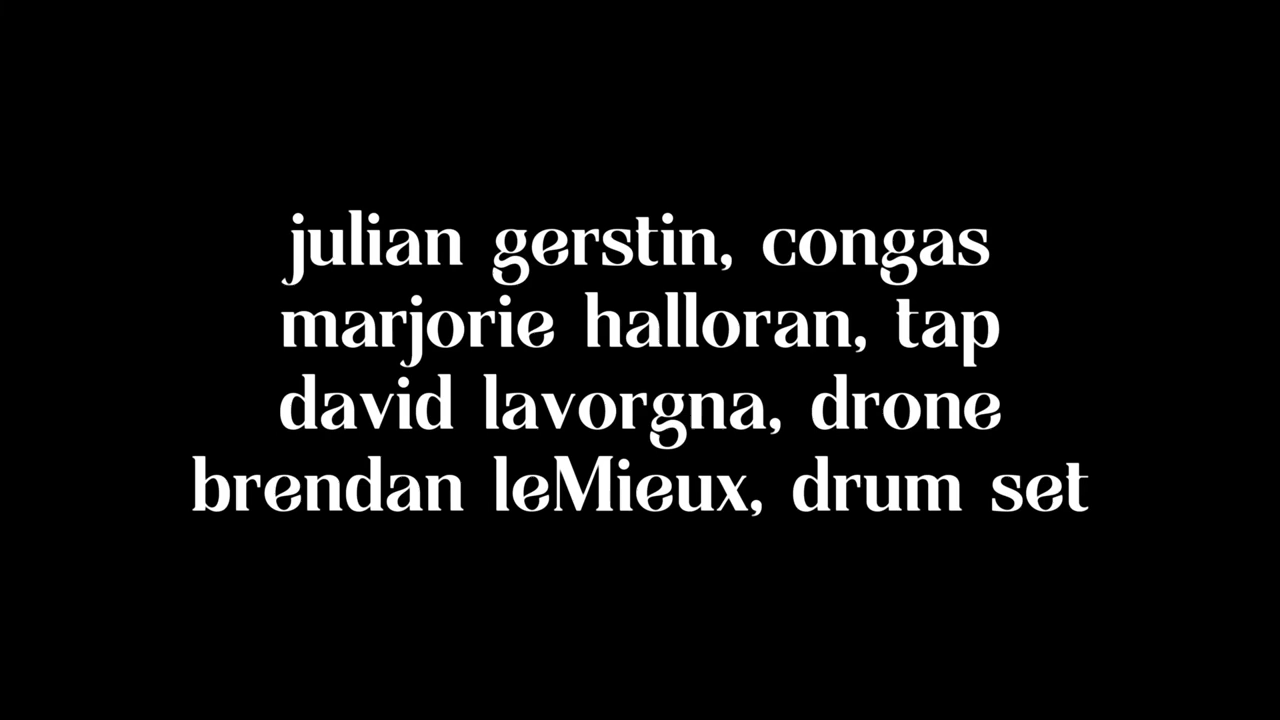 julian gerstin, congas
marjorie halloran, tap
david lavorgna, drone
brendan leMieux, drum set